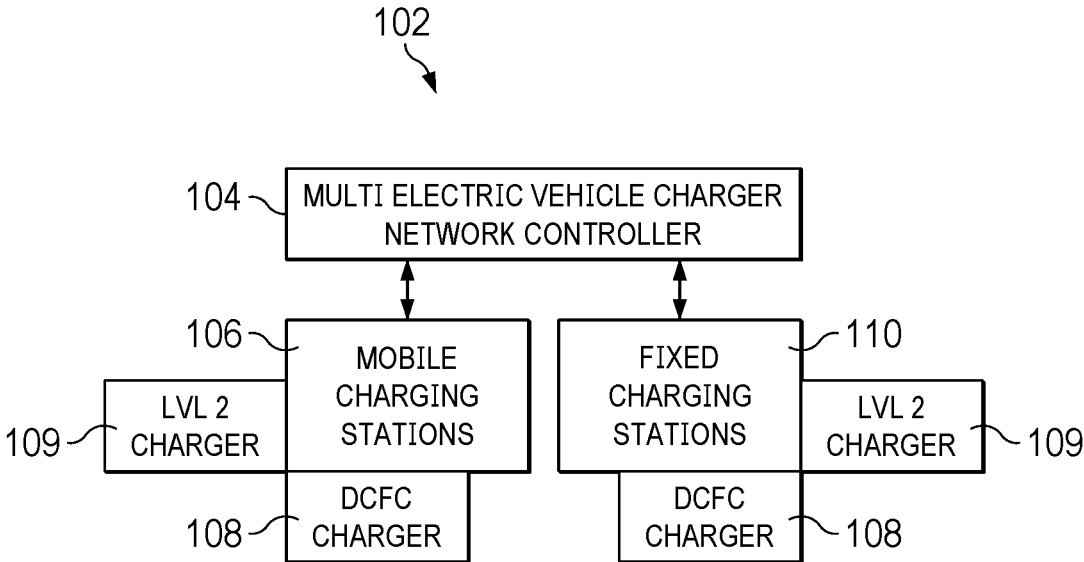 102
104
MULTI ELECTRIC VEHICLE CHARGER
NETWORK CONTROLLER
106
MOBILE
CHARGING
STATIONS
110
FIXED
CHARGING
STATIONS
109
LVL 2
CHARGER
LVL 2
CHARGER
109
108
DCFC
CHARGER
DCFC
CHARGER
108